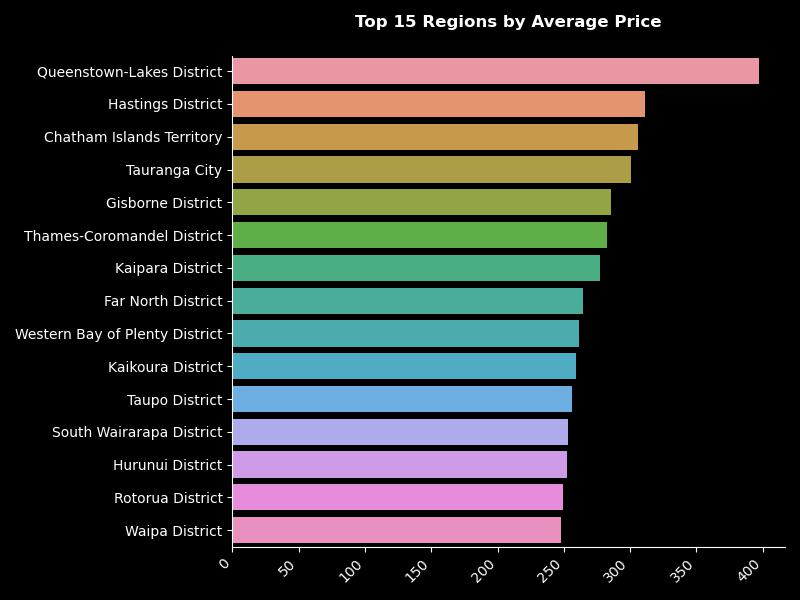 Top 15 Regions by Average Price
Queenstown-Lakes District
Hastings District
Chatham Islands Territory
Tauranga City
Gisborne District
Thames-Coromandel District
Kaipara District
Far North District
Western Bay of Plenty District
Kaikoura District
Taupo District
South Wairarapa District
Hurunui District
Rotorua District
Waipa District
0 50 100 150 200 250 300 350 400